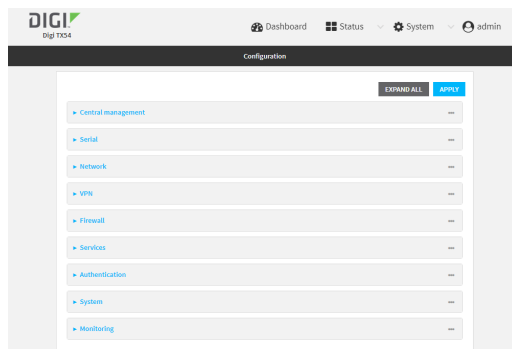 DIGI
Digi TX54
Dashboard Status System admin
Configuration
EXPAND ALL APPLY
Central management
Serial
Network
VPN
Firewall
Services
Authentication
System
Monitoring